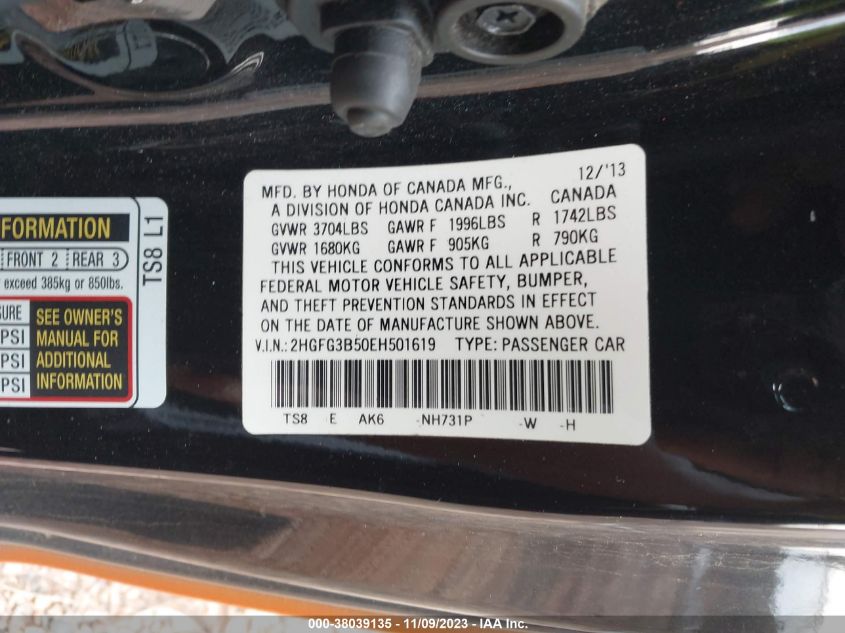 12/'13
MFD. BY HONDA OF CANADA MFG.,
A DIVISION OF HONDA CANADA INC. CANADA
GVWR 3704LBS GAWR F 1996LBS R 1742LBS
GVWR 1680KG GAWR F 905KG R 790KG
THIS VEHICLE CONFORMS TO ALL APPLICABLE
FEDERAL MOTOR VEHICLE SAFETY, BUMPER,
AND THEFT PREVENTION STANDARDS IN EFFECT
ON THE DATE OF MANUFACTURE SHOWN ABOVE.
V.I.N.: 2HGFG3B50EH501619 TYPE: PASSENGER CAR
TS8 E AK6 -NH731P -W -H
FORMATION
FRONT 2 REAR 3
exceed 385kg or 850lbs.
SURE
PSI
PSI
PSI
SEE OWNER'S
MANUAL FOR
ADDITIONAL
INFORMATION
TS8 L1
000-38039135 - 11/09/2023 - IAA Inc.